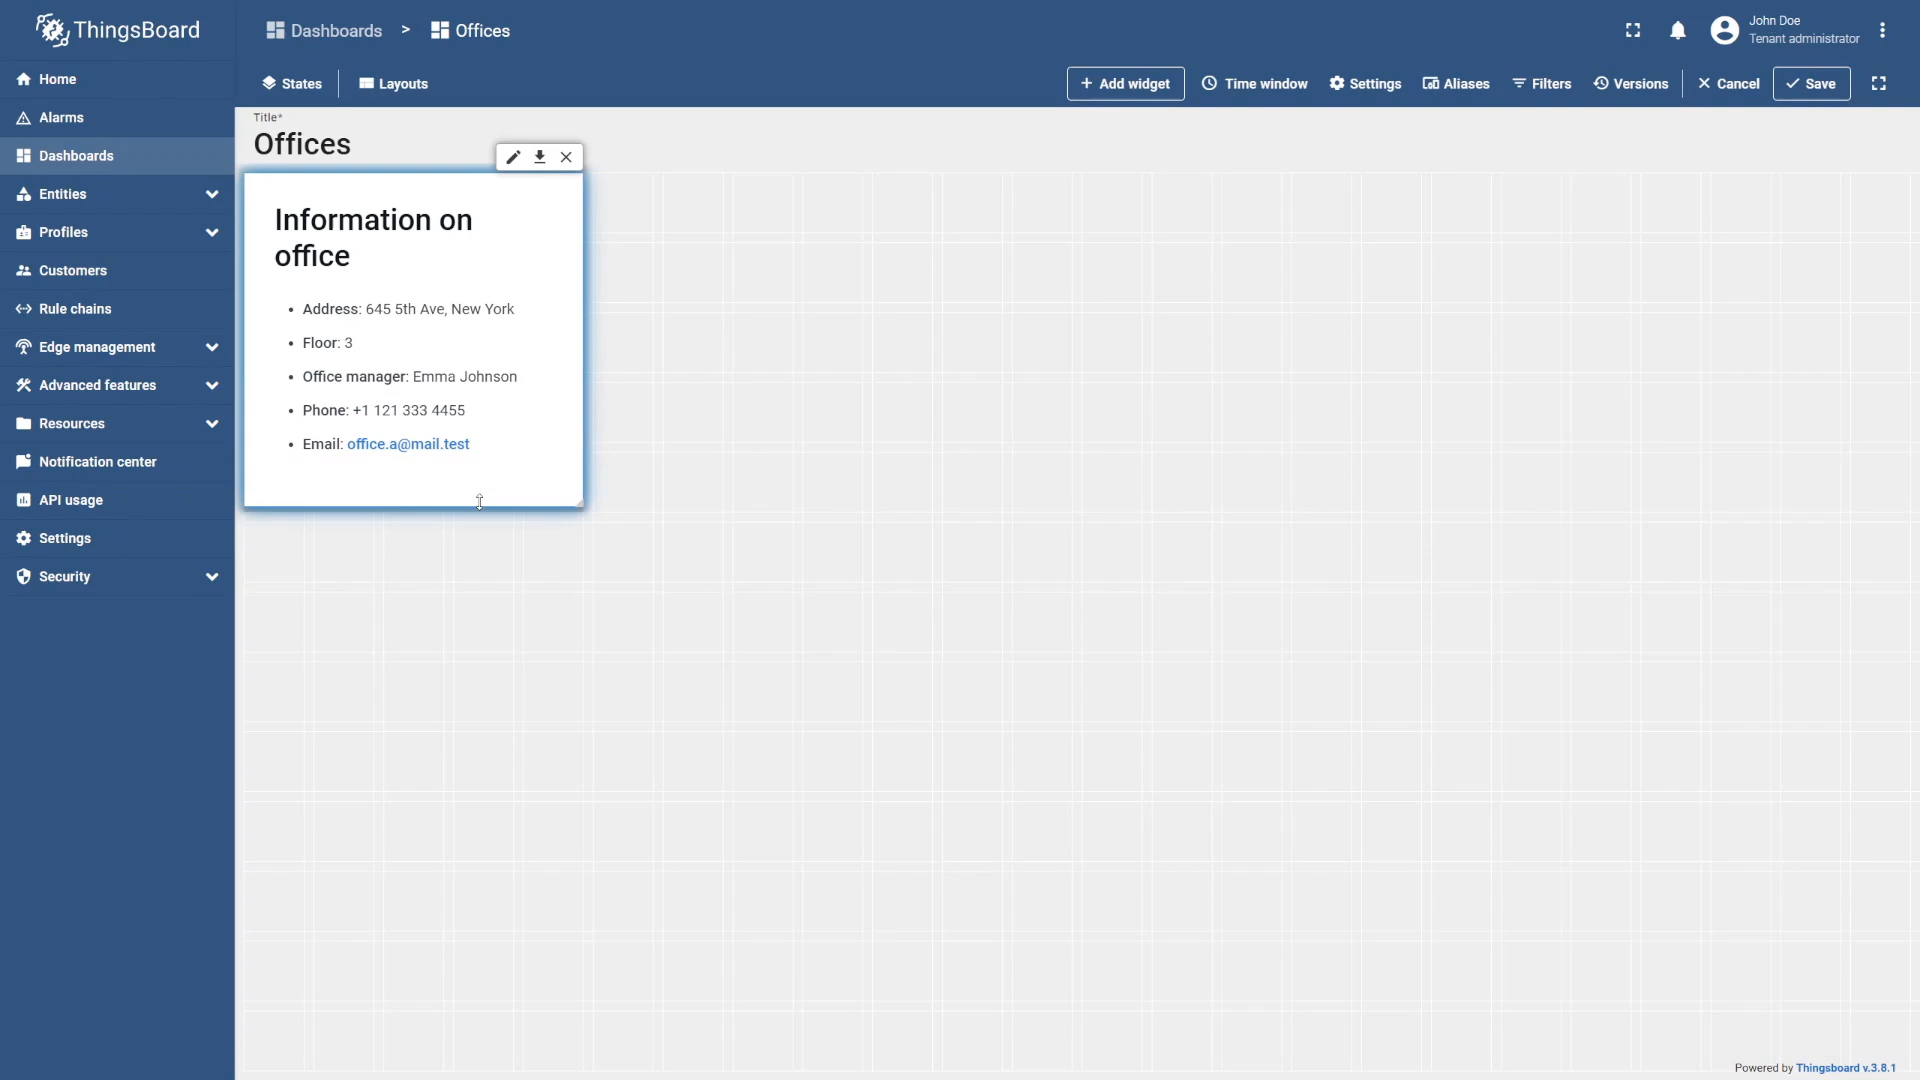 ThingsBoard
Dashboards > Offices
John Doe
Tenant administrator
Home
Alarms
Dashboards
Entities
Profiles
Customers
Rule chains
Edge management
Advanced features
Resources
Notification center
API usage
Settings
Security
States
Layouts
+ Add widget
Time window
Settings
Aliases
Filters
Versions
Cancel
Save
Title*
Offices
Information on
office
• Address: 645 5th Ave, New York
• Floor: 3
• Office manager: Emma Johnson
• Phone: +1 121 333 4455
• Email: office.a@mail.test
Powered by Thingsboard v.3.8.1